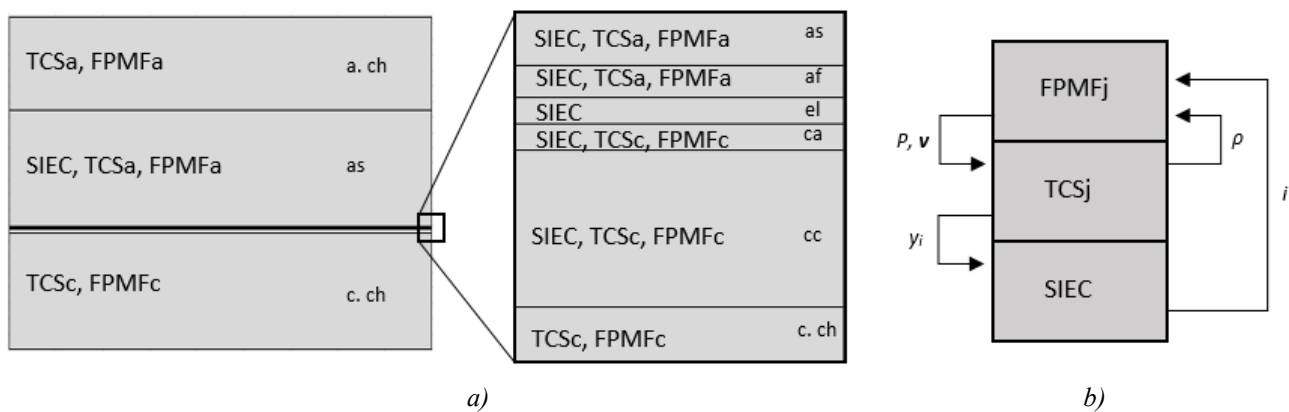 TCSa, FPMFa a. ch
SIEC, TCSa, FPMFa as
TCSc, FPMFc c. ch
SIEC, TCSa, FPMFa as
SIEC, TCSa, FPMFa af
SIEC el
SIEC, TCSc, FPMFc ca
SIEC, TCSc, FPMFc cc
TCSc, FPMFc c. ch
a)
FPMFj
P, v
ρ
TCSj
i
yi
SIEC
b)